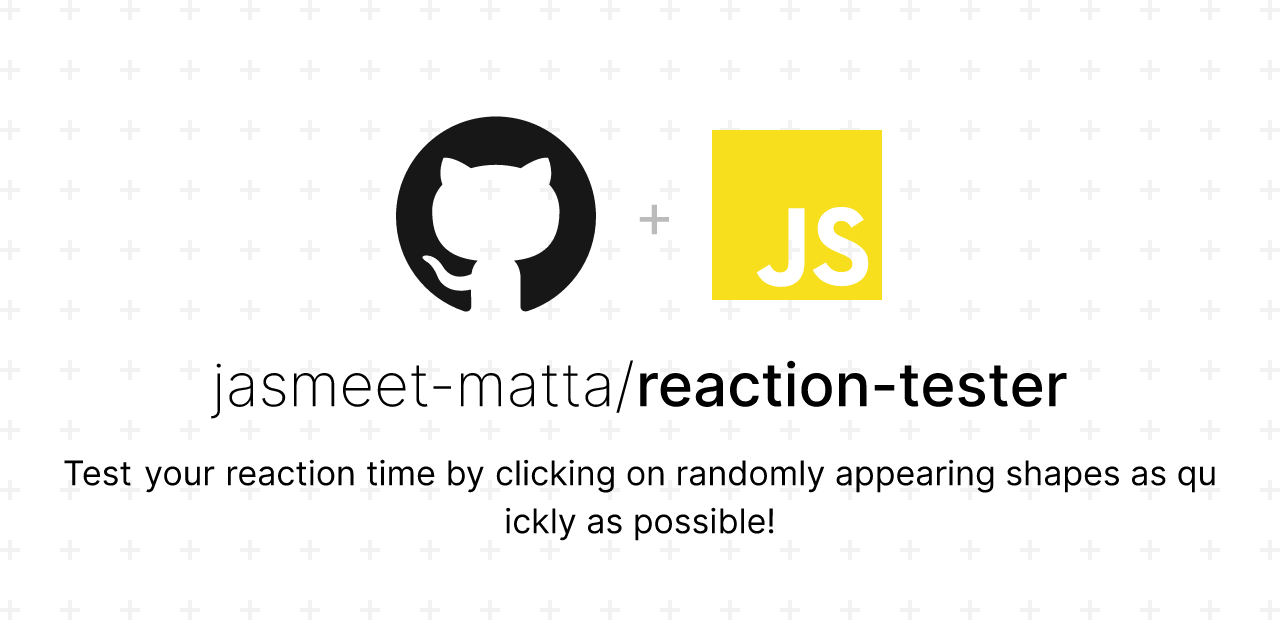 JS
jasmeet-matta/reaction-tester
Test your reaction time by clicking on randomly appearing shapes as qu
ickly as possible!